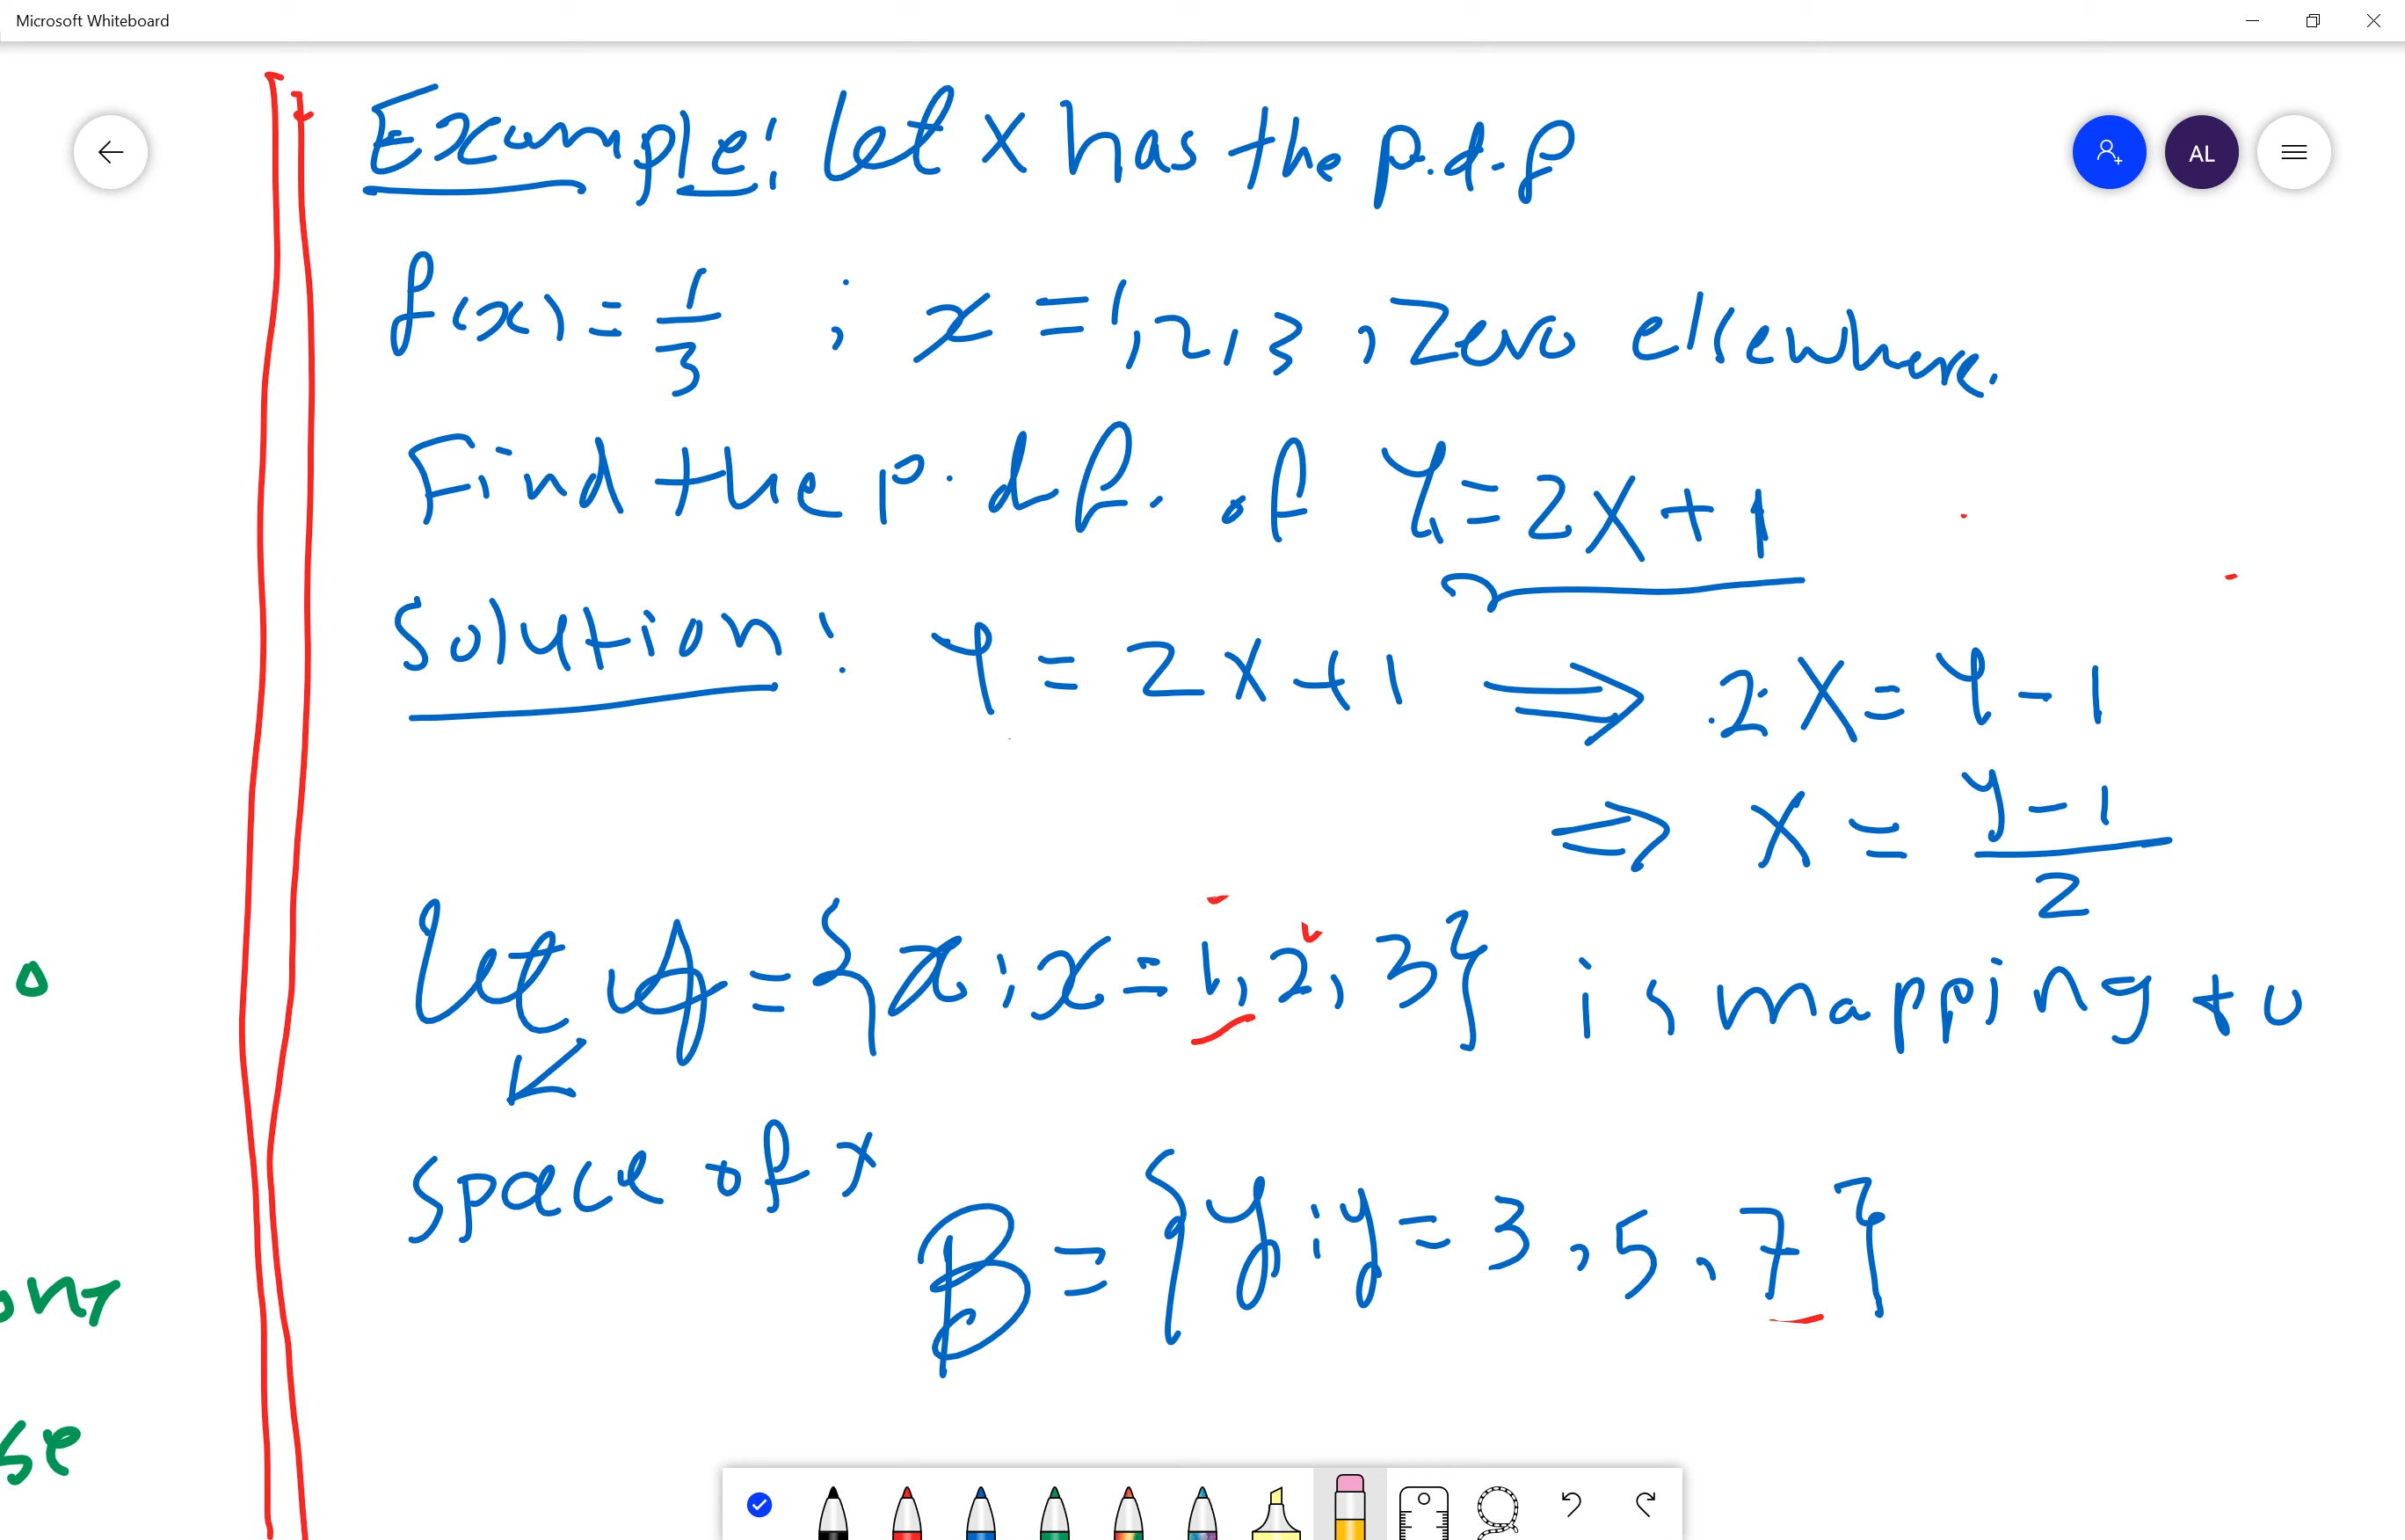 Microsoft Whiteboard
AL
Example: let X has the p.d.f
f(x) = 1/3 ; x = 1, 2, 3, Zero elsewhere.
Find the p.d.f. of Y = 2X + 1
Solution: Y = 2X + 1 ⟹ 2X = Y - 1
⟹ X = (y - 1)/2
let A = {x : x = 1, 2, 3} is mapping to
space of X
B = {y : y = 3, 5, 7}
se